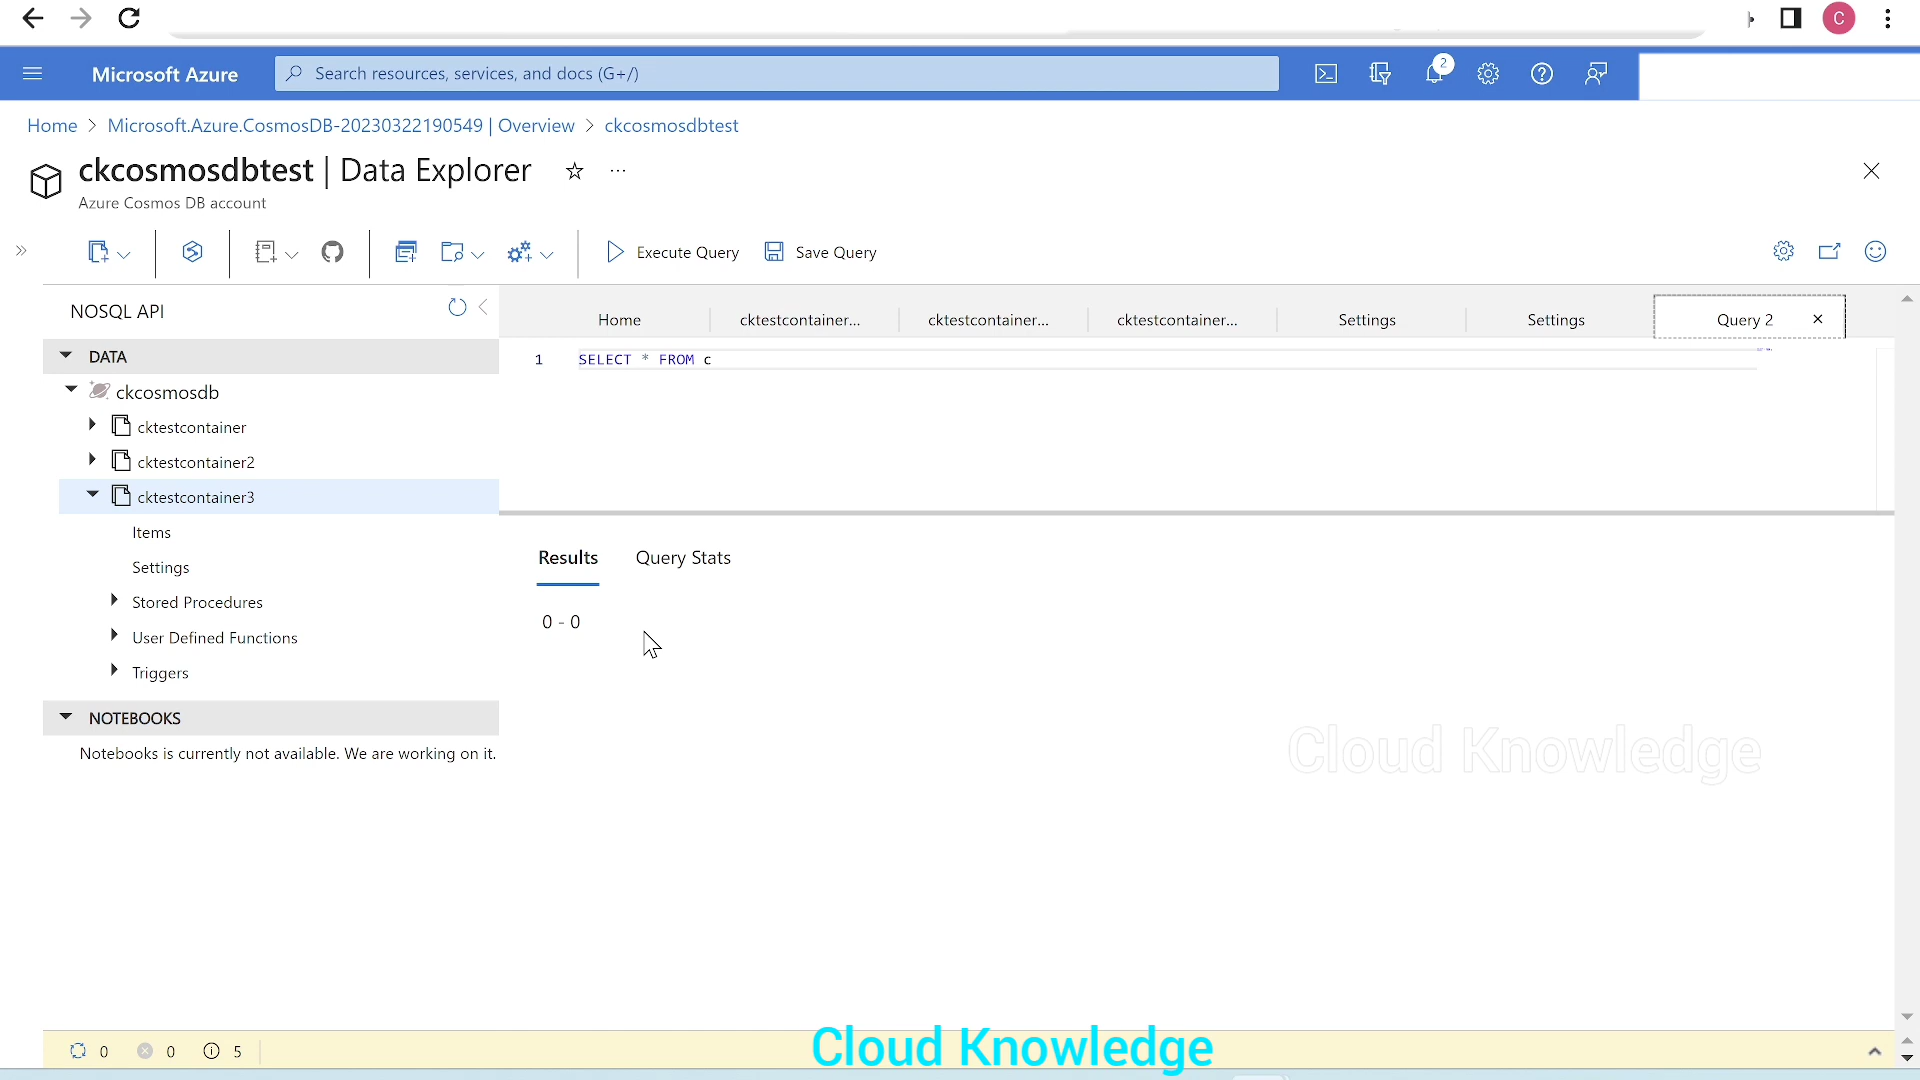 C
Microsoft Azure
Search resources, services, and docs (G+/)
2
Home > Microsoft.Azure.CosmosDB-20230322190549 | Overview > ckcosmosdbtest
ckcosmosdbtest | Data Explorer
Azure Cosmos DB account
Execute Query
Save Query
NOSQL API
Home
cktestcontainer...
cktestcontainer...
cktestcontainer...
Settings
Settings
Query 2
DATA
1 SELECT * FROM c
ckcosmosdb
cktestcontainer
cktestcontainer2
cktestcontainer3
Items
Settings
Stored Procedures
User Defined Functions
Triggers
Results
Query Stats
0 - 0
NOTEBOOKS
Notebooks is currently not available. We are working on it.
Cloud Knowledge
0 0 5
Cloud Knowledge